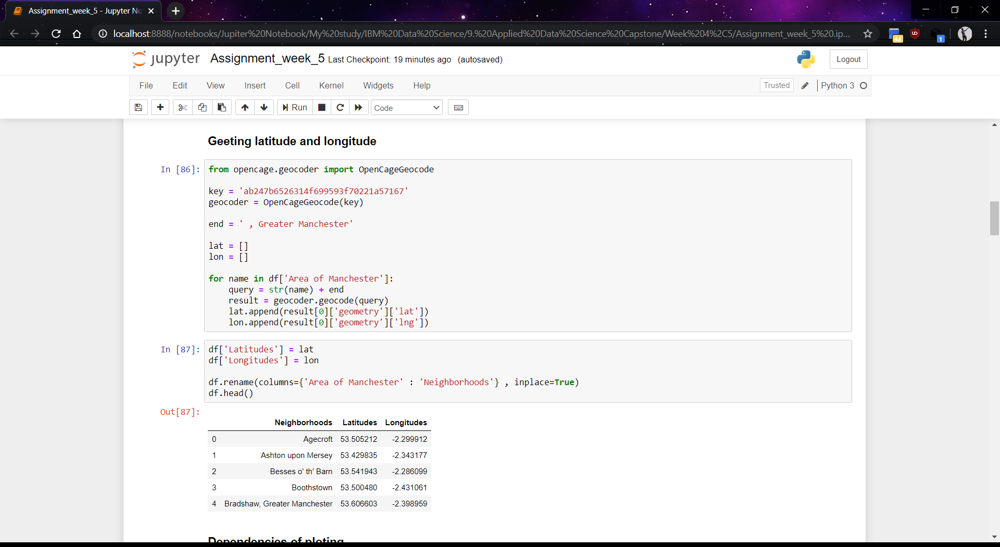 Assignment_week_5 - Jupyter No
localhost:8888/notebooks/Jupiter%20Notebook/My%20study/IBM%20Data%20Science/9.%20Applied%20Data%20Science%20Capstone/Week%204%2C5/Assignment_week_5%20.ip...
4d
UD
1
jupyter Assignment_week_5 Last Checkpoint: 19 minutes ago (autosaved)
Logout
File Edit View Insert Cell Kernel Widgets Help
Trusted Python 3
Run Code
Geeting latitude and longitude
In [86]:
from opencage.geocoder import OpenCageGeocode
key = 'ab247b6526314f699593f70221a57167'
geocoder = OpenCageGeocode(key)
end = ' , Greater Manchester'
lat = []
lon = []
for name in df['Area of Manchester']:
    query = str(name) + end
    result = geocoder.geocode(query)
    lat.append(result[0]['geometry']['lat'])
    lon.append(result[0]['geometry']['lng'])
In [87]:
df['Latitudes'] = lat
df['Longitudes'] = lon
df.rename(columns={'Area of Manchester' : 'Neighborhoods'} , inplace=True)
df.head()
Out[87]:
Neighborhoods Latitudes Longitudes
0 Agecroft 53.505212 -2.299912
1 Ashton upon Mersey 53.429835 -2.343177
2 Besses o' th' Barn 53.541943 -2.286099
3 Boothstown 53.500480 -2.431061
4 Bradshaw, Greater Manchester 53.606603 -2.398959
Dependencies of ploting